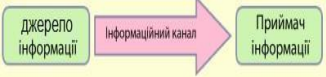 джерело
інформації
Інформаційний канал
Приймач
інформації